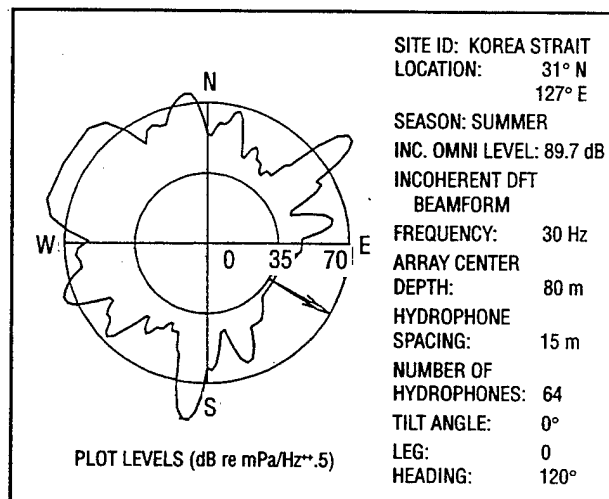 N
W
0 35 70 E
S
PLOT LEVELS (dB re mPa/Hz**.5)
SITE ID: KOREA STRAIT
LOCATION: 31° N
127° E
SEASON: SUMMER
INC. OMNI LEVEL: 89.7 dB
INCOHERENT DFT
BEAMFORM
FREQUENCY: 30 Hz
ARRAY CENTER
DEPTH: 80 m
HYDROPHONE
SPACING: 15 m
NUMBER OF
HYDROPHONES: 64
TILT ANGLE: 0°
LEG: 0
HEADING: 120°